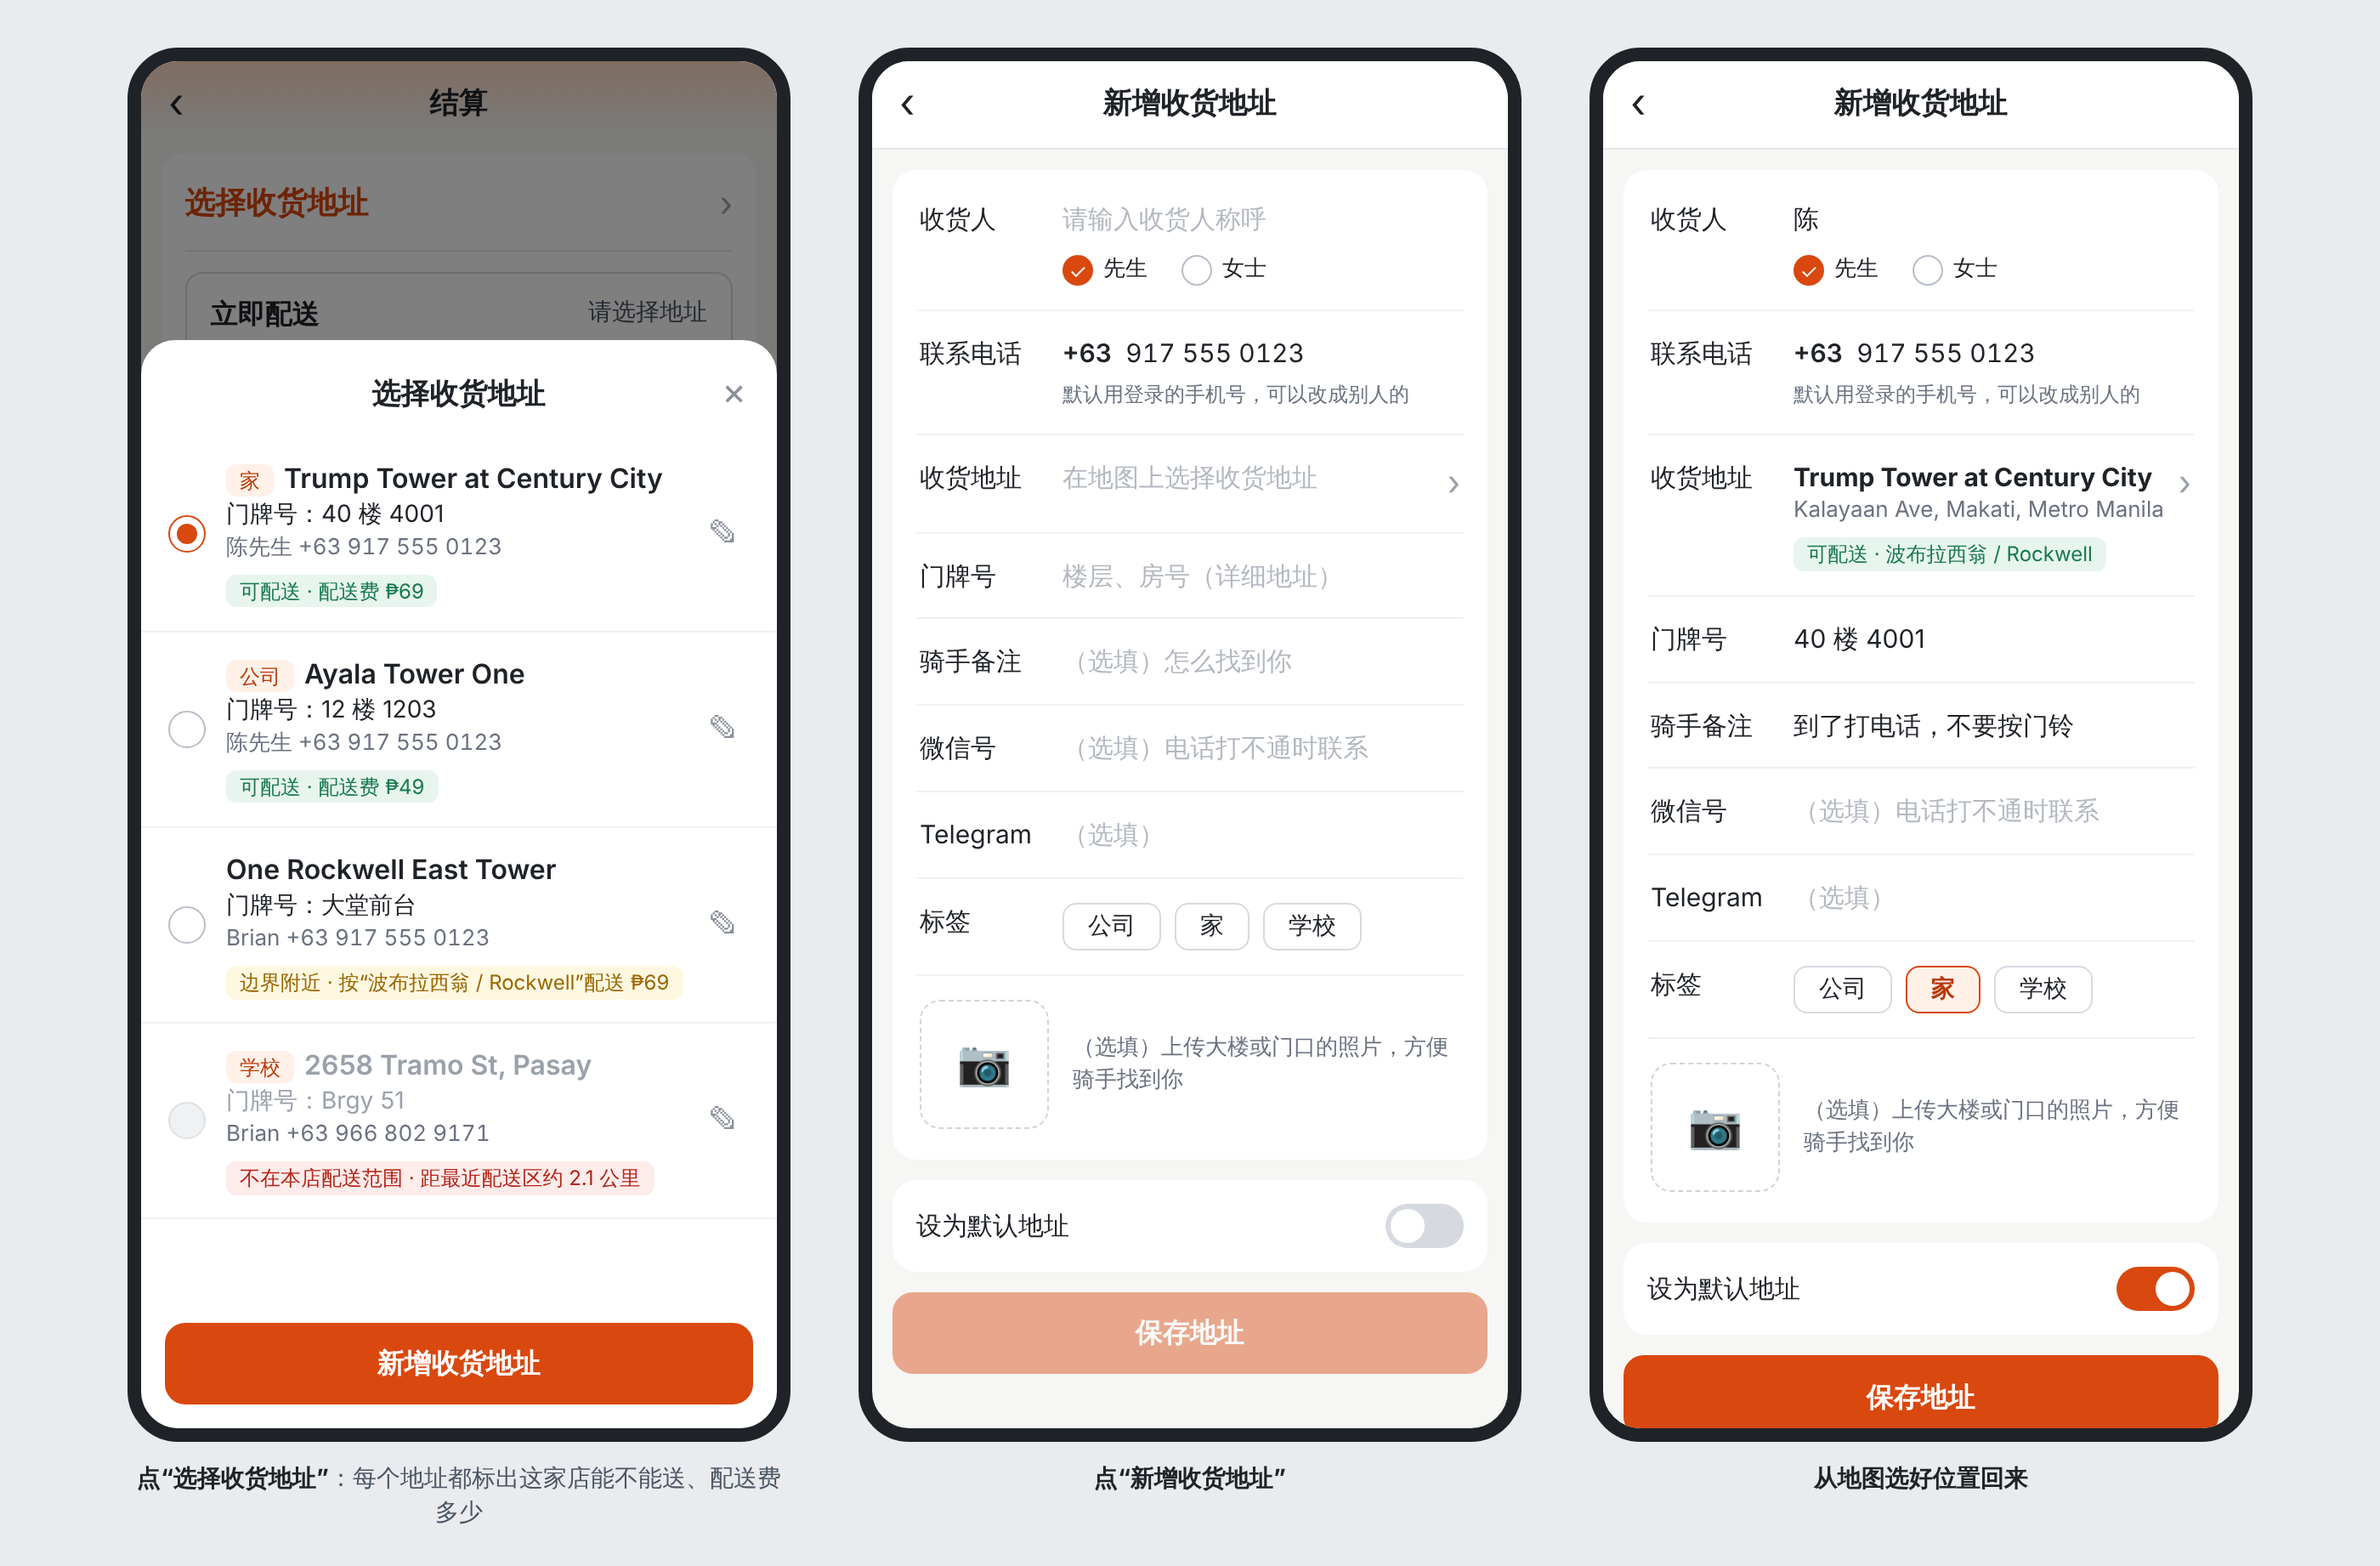 结算
选择收货地址
立即配送 请选择地址
选择收货地址
家 Trump Tower at Century City
门牌号：40 楼 4001
陈先生 +63 917 555 0123
可配送 · 配送费 ₱69
公司 Ayala Tower One
门牌号：12 楼 1203
陈先生 +63 917 555 0123
可配送 · 配送费 ₱49
One Rockwell East Tower
门牌号：大堂前台
Brian +63 917 555 0123
边界附近 · 按“波布拉西翁 / Rockwell”配送 ₱69
学校 2658 Tramo St, Pasay
门牌号：Brgy 51
Brian +63 966 802 9171
不在本店配送范围 · 距最近配送区约 2.1 公里
新增收货地址
点“选择收货地址”：每个地址都标出这家店能不能送、配送费
多少
新增收货地址
收货人 请输入收货人称呼
先生 女士
联系电话 +63 917 555 0123
默认用登录的手机号，可以改成别人的
收货地址 在地图上选择收货地址
门牌号 楼层、房号（详细地址）
骑手备注 （选填）怎么找到你
微信号 （选填）电话打不通时联系
Telegram （选填）
标签 公司 家 学校
（选填）上传大楼或门口的照片，方便
骑手找到你
设为默认地址
保存地址
点“新增收货地址”
新增收货地址
收货人 陈
先生 女士
联系电话 +63 917 555 0123
默认用登录的手机号，可以改成别人的
收货地址 Trump Tower at Century City
Kalayaan Ave, Makati, Metro Manila
可配送 · 波布拉西翁 / Rockwell
门牌号 40 楼 4001
骑手备注 到了打电话，不要按门铃
微信号 （选填）电话打不通时联系
Telegram （选填）
标签 公司 家 学校
（选填）上传大楼或门口的照片，方便
骑手找到你
设为默认地址
保存地址
从地图选好位置回来